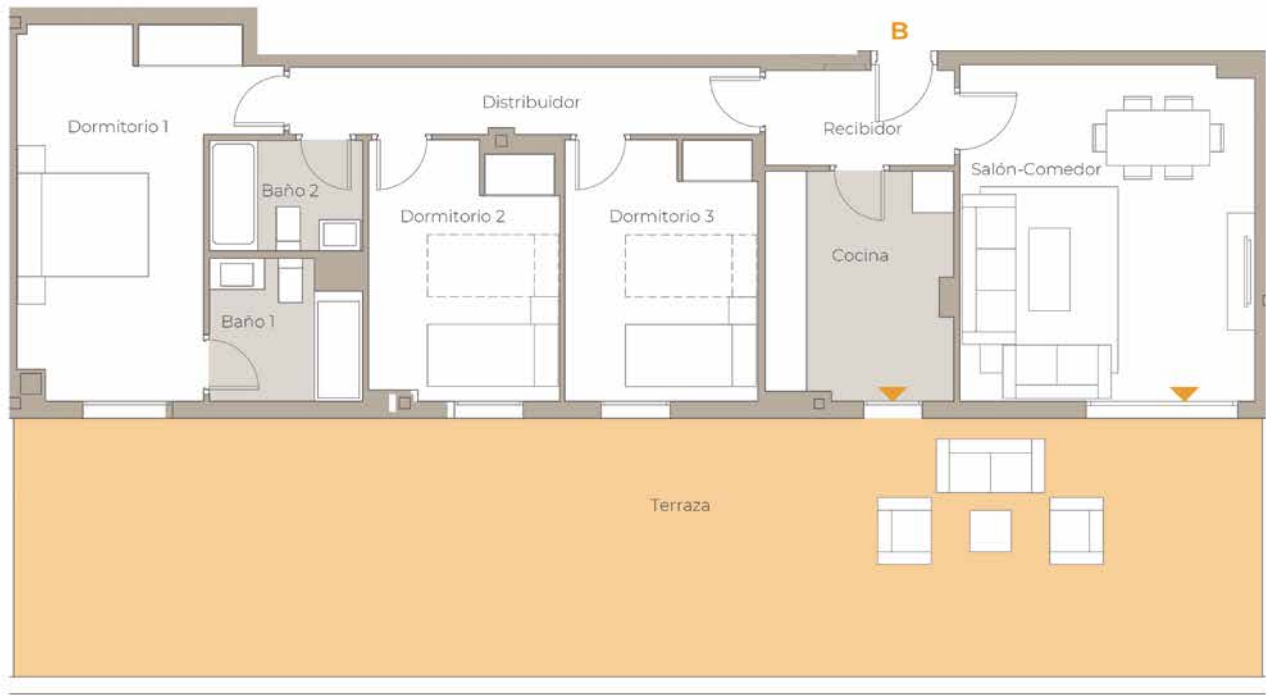 B
Distribuidor
Dormitorio 1
Recibidor
Salón-Comedor
Baño 2
Dormitorio 2
Dormitorio 3
Cocina
Baño 1
Terraza